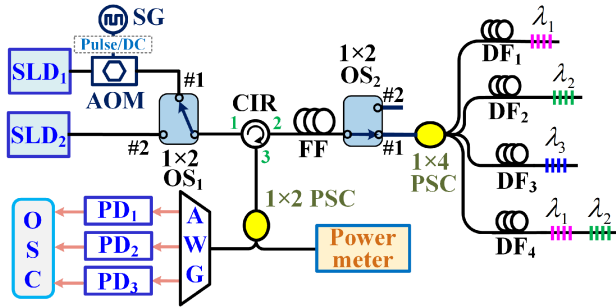 SG
Pulse/DC
SLD₁
AOM
#1
SLD₂
#2
1×2
OS₁
CIR
1
2
3
FF
1×2
OS₂
#2
#1
1×4
PSC
DF₁
λ₁
DF₂
λ₂
DF₃
λ₃
DF₄
λ₁
λ₂
1×2 PSC
Power
meter
AWG
PD₁
PD₂
PD₃
OSC